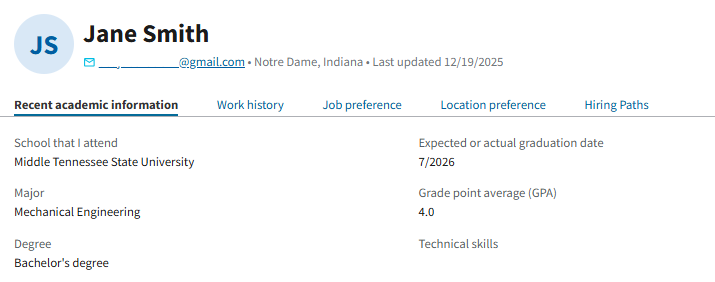 JS
Jane Smith
@gmail.com • Notre Dame, Indiana • Last updated 12/19/2025
Recent academic information Work history Job preference Location preference Hiring Paths
School that I attend
Middle Tennessee State University
Expected or actual graduation date
7/2026
Major
Mechanical Engineering
Grade point average (GPA)
4.0
Degree
Bachelor's degree
Technical skills